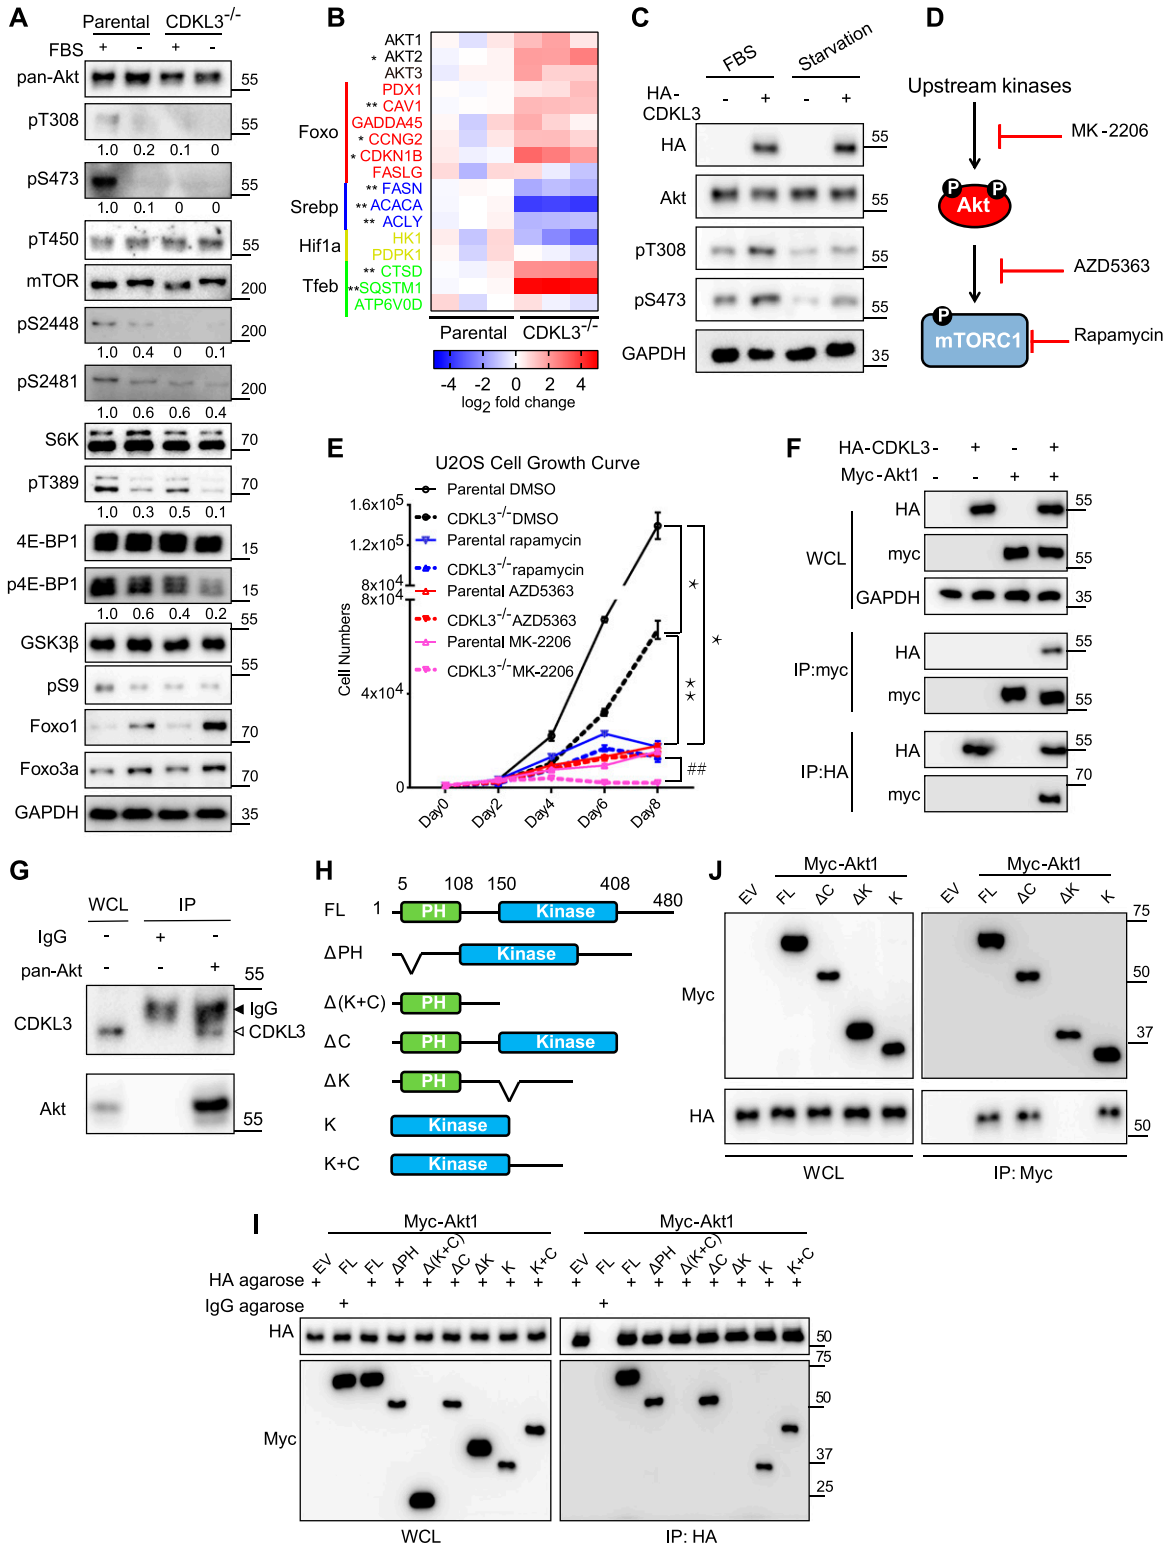 A
Parental CDKL3-/-
FBS + - + -
pan-Akt 55
pT308 55
1.0 0.2 0.1 0
pS473 55
1.0 0.1 0 0
pT450 55
mTOR 200
pS2448 200
1.0 0.4 0 0.1
pS2481 200
1.0 0.6 0.6 0.4
S6K 70
pT389 70
1.0 0.3 0.5 0.1
4E-BP1 15
p4E-BP1 15
1.0 0.6 0.4 0.2
55
GSK3β
55
pS9
Foxo1 70
Foxo3a 70
GAPDH 35
B
AKT1
* AKT2
AKT3
PDX1
** CAV1
GADDA45
* CCNG2
* CDKN1B
FASLG
** FASN
** ACACA
** ACLY
HK1
PDPK1
** CTSD
**SQSTM1
ATP6V0D
Foxo
Srebp
Hif1a
Tfeb
Parental CDKL3-/-
-4 -2 0 2 4
log2 fold change
C
FBS Starvation
HA-CDKL3 - + - +
HA 55
Akt 55
pT308 55
pS473 55
GAPDH 35
D
Upstream kinases
MK-2206
P P
Akt
AZD5363
P
mTORC1
Rapamycin
E
U2OS Cell Growth Curve
Parental DMSO
CDKL3-/-DMSO
Parental rapamycin
CDKL3-/-rapamycin
Parental AZD5363
CDKL3-/-AZD5363
Parental MK-2206
CDKL3-/-MK-2206
Cell Numbers
1.6x10^5
1.2x10^5
8x10^4
8x10^4
4x10^4
0
Day0 Day2 Day4 Day6 Day8
*
*
**
##
F
HA-CDKL3 - + - +
Myc-Akt1 - - + +
WCL
HA 55
myc 55
GAPDH 35
IP:myc
HA 55
myc 55
IP:HA
HA 55
70
myc
G
WCL IP
IgG - + -
pan-Akt - - +
55
CDKL3
IgG
CDKL3
Akt
55
H
5 108 150 408
FL 1 PH Kinase 480
ΔPH Kinase
Δ(K+C) PH
ΔC PH Kinase
ΔK PH
K Kinase
K+C Kinase
J
Myc-Akt1 Myc-Akt1
EV FL ΔC ΔK K EV FL ΔC ΔK K
75
Myc 50
37
HA 50
WCL IP: Myc
I
Myc-Akt1 Myc-Akt1
EV FL FL ΔPH Δ(K+C) ΔC ΔK K K+C EV FL FL ΔPH Δ(K+C) ΔC ΔK K K+C
HA agarose + + + + + + + + + + + + + + + +
IgG agarose + +
HA 50
75
50
Myc
37
25
WCL IP: HA